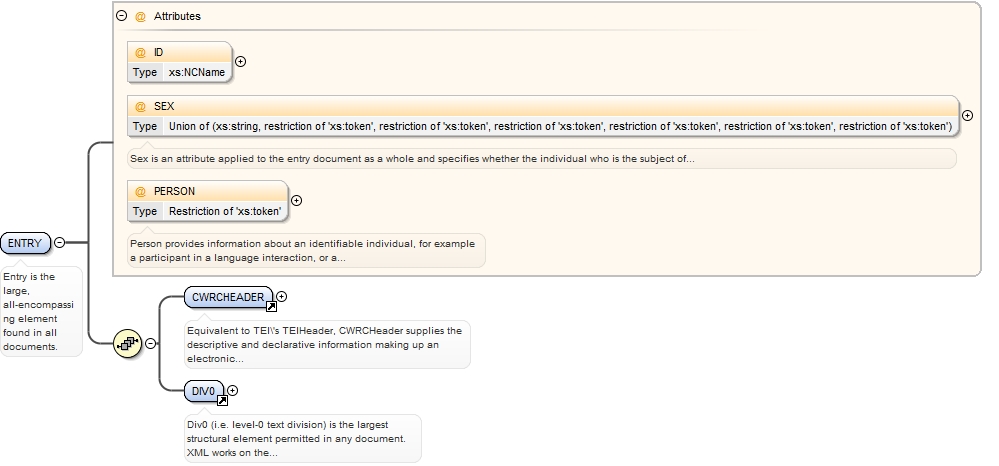 Attributes
@ ID
Type xs:NCName
@ SEX
Type Union of (xs:string, restriction of 'xs:token', restriction of 'xs:token', restriction of 'xs:token', restriction of 'xs:token', restriction of 'xs:token', restriction of 'xs:token')
Sex is an attribute applied to the entry document as a whole and specifies whether the individual who is the subject of...
@ PERSON
Type Restriction of 'xs:token'
Person provides information about an identifiable individual, for example
a participant in a language interaction, or a...
ENTRY
Entry is the
large,
all-encompassi
ng element
found in all
documents.
CWRCHEADER
Equivalent to TEI\'s TEIHeader, CWRCHeader supplies the
descriptive and declarative information making up an
electronic...
DIV0
Div0 (i.e. level-0 text division) is the largest
structural element permitted in any document.
XML works on the...